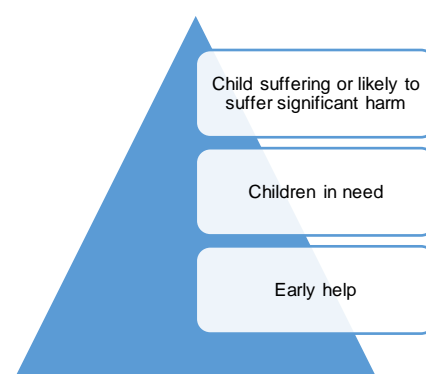 Child suffering or likely to
suffer significant harm
Children in need
Early help